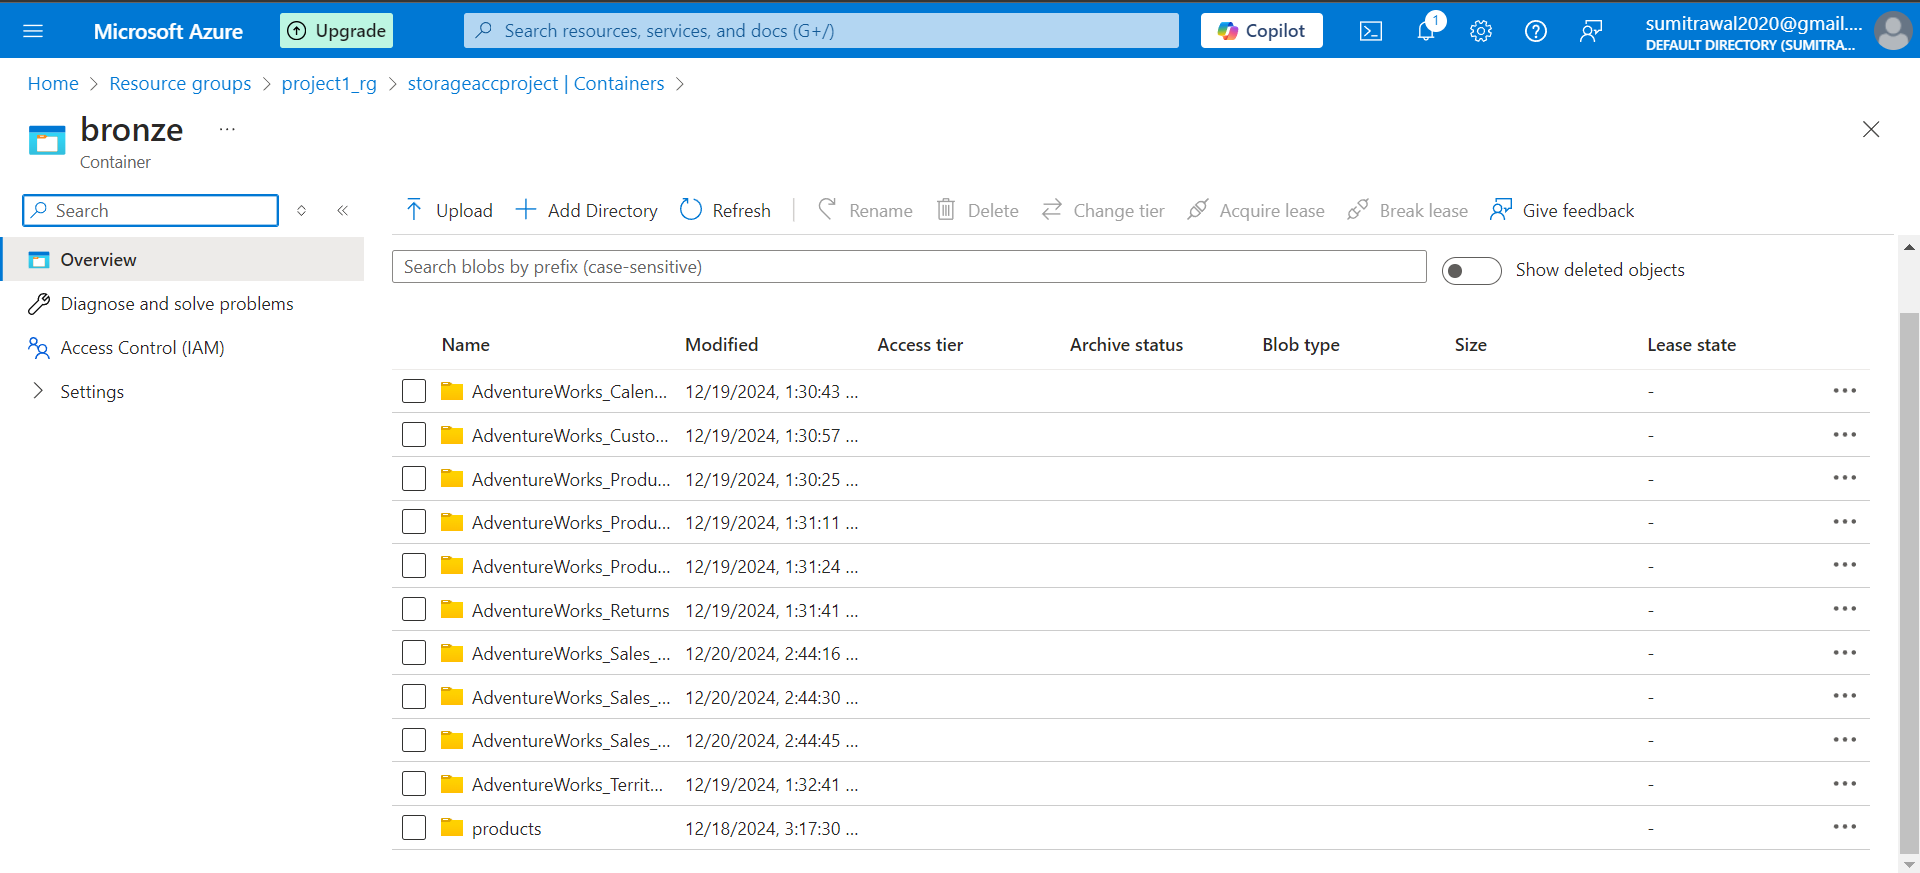 Microsoft Azure Upgrade Search resources, services, and docs (G+/) Copilot 1 sumitrawal2020@gmail....
DEFAULT DIRECTORY (SUMITRA...
Home > Resource groups > project1_rg > storageaccproject | Containers >
bronze ...
Container
Search Upload Add Directory Refresh Rename Delete Change tier Acquire lease Break lease Give feedback
Overview
Search blobs by prefix (case-sensitive) Show deleted objects
Diagnose and solve problems
Access Control (IAM)
Settings
Name Modified Access tier Archive status Blob type Size Lease state
AdventureWorks_Calen... 12/19/2024, 1:30:43 ... -
AdventureWorks_Custo... 12/19/2024, 1:30:57 ... -
AdventureWorks_Produ... 12/19/2024, 1:30:25 ... -
AdventureWorks_Produ... 12/19/2024, 1:31:11 ... -
AdventureWorks_Produ... 12/19/2024, 1:31:24 ... -
AdventureWorks_Returns 12/19/2024, 1:31:41 ... -
AdventureWorks_Sales_... 12/20/2024, 2:44:16 ... -
AdventureWorks_Sales_... 12/20/2024, 2:44:30 ... -
AdventureWorks_Sales_... 12/20/2024, 2:44:45 ... -
AdventureWorks_Territ... 12/19/2024, 1:32:41 ... -
products 12/18/2024, 3:17:30 ... -